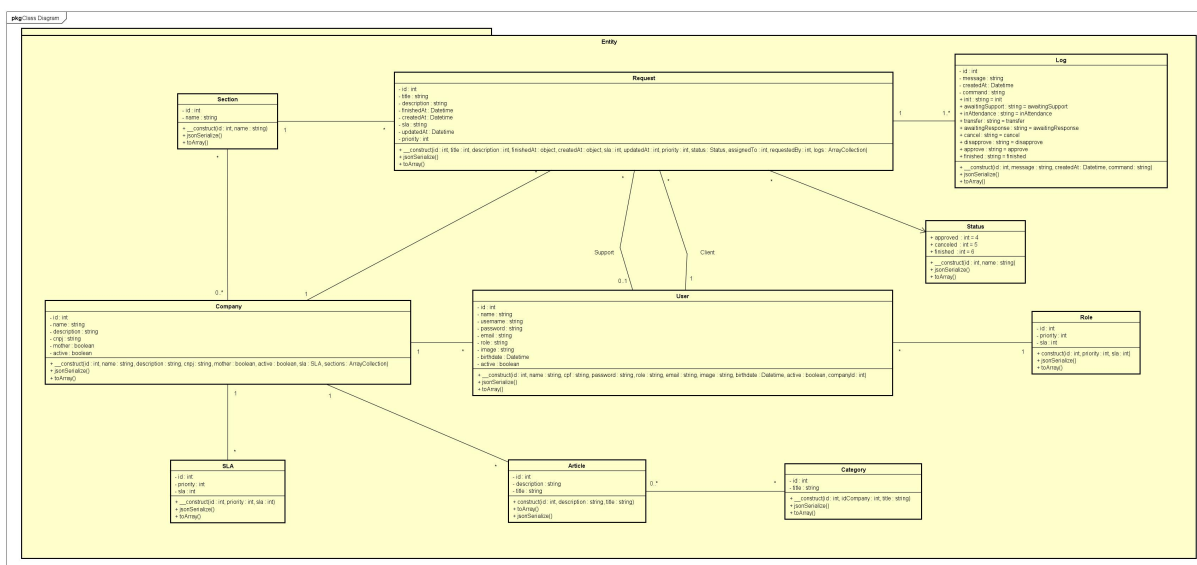 pkg Class Diagram
Entity
Request
- id : int
- title : string
- description : string
- finishedAt : Datetime
- createdAt : Datetime
- sla : string
- updatedAt : Datetime
- priority : int
+ __construct(id : int, title : int, description : int, finishedAt : object, createdAt : object, sla : int, updatedAt : int, priority : int, status : Status, assignedTo : int, requestedBy : int, logs : ArrayCollection)
+ jsonSerialize()
+ toArray()
Log
- id : int
- message : string
- createdAt : Datetime
- command : string
+ init : string = init
+ awaitingSupport : string = awaitingSupport
+ inAttendance : string = inAttendance
+ transfer : string = transfer
+ awaitingResponse : string = awaitingResponse
+ cancel : string = cancel
+ disapprove : string = disapprove
+ approve : string = approve
+ finished : string = finished
+ __construct(id : int, message : string, createdAt : Datetime, command : string)
+ jsonSerialize()
+ toArray()
Section
- id : int
- name : string
+ __construct(id : int, name : string)
+ jsonSerialize()
+ toArray()
1
*
1
1..*
*
*
*
*
*
Status
+ approved : int = 4
+ canceled : int = 5
+ finished : int = 6
+ __construct(id : int, name : string)
+ jsonSerialize()
+ toArray()
Support
Client
0..*
1
0..1
1
Company
- id : int
- name : string
- description : string
- cnpj : string
- mother : boolean
- active : boolean
+ __construct(id : int, name : string, description : string, cnpj : string, mother : boolean, active : boolean, sla : SLA, sections : ArrayCollection)
+ jsonSerialize()
+ toArray()
User
- id : int
- name : string
- username : string
- password : string
- email : string
- role : string
- image : string
- birthdate : Datetime
- active : boolean
+ __construct(id : int, name : string, cpf : string, password : string, role : string, email : string, image : string, birthdate : Datetime, active : boolean, companyId : int)
+ jsonSerialize()
+ toArray()
Role
- id : int
- priority : int
- sla : int
+ construct(id : int, priority : int, sla : int)
+ jsonSerialize()
+ toArray()
1
*
*
1
1
1
*
*
SLA
- id : int
- priority : int
- sla : int
+ __construct(id : int, priority : int, sla : int)
+ jsonSerialize()
+ toArray()
Article
- id : int
- description : string
- title : string
+ construct(id : int, description : string, title : string)
+ toArray()
+ jsonSerialize()
0..*
*
Category
- id : int
- title : string
+ __construct(id : int, idCompany : int, title : string)
+ jsonSerialize()
+ toArray()